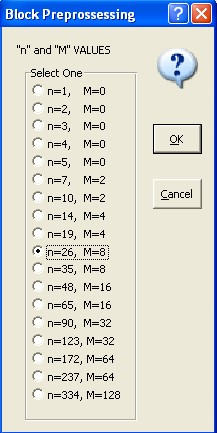 Block Preprossessing
"n" and "M" VALUES
Select One
n=1, M=0
n=2, M=0
n=3, M=0
n=4, M=0
n=5, M=0
n=7, M=2
n=10, M=2
n=14, M=4
n=19, M=4
n=26, M=8
n=35, M=8
n=48, M=16
n=65, M=16
n=90, M=32
n=123, M=32
n=172, M=64
n=237, M=64
n=334, M=128
OK
Cancel